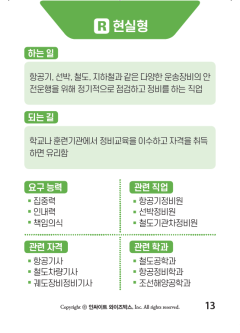 R 현실형
하는 일
항공기, 선박, 철도, 지하철과 같은 다양한 운송장비의 안
전운행을 위해 정기적으로 점검하고 정비를 하는 직업
되는 길
학교나 훈련기관에서 정비교육을 이수하고 자격을 취득
하면 유리함
요구 능력
• 집중력
• 인내력
• 책임의식
관련 직업
• 항공기정비원
• 선박정비원
• 철도기관차정비원
관련 자격
• 항공기사
• 철도차량기사
• 궤도장비정비기사
관련 학과
• 철도공학과
• 항공정비학과
• 조선해양공학과
Copyright ⓒ 인싸이트 와이즈박스, Inc. All rights reserved.
13